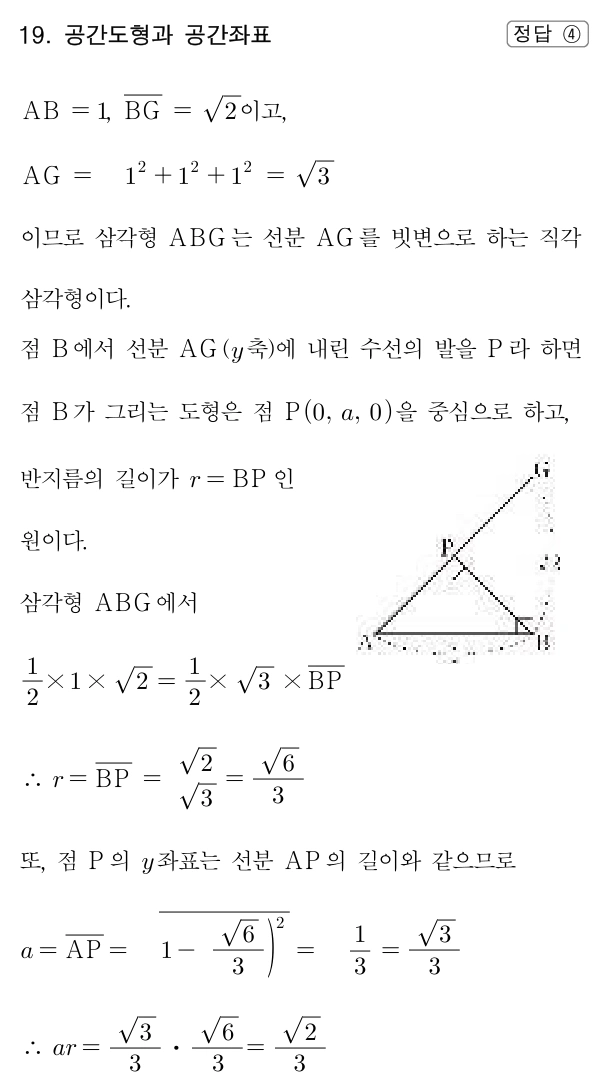 19. 공간도형과 공간좌표 정답 ④
AB = 1, BG = √2이고,
AG = 1² + 1² + 1² = √3
이므로 삼각형 ABG는 선분 AG를 빗변으로 하는 직각
삼각형이다.
점 B에서 선분 AG(y축)에 내린 수선의 발을 P라 하면
점 B가 그리는 도형은 점 P(0, a, 0)을 중심으로 하고,
반지름의 길이가 r = BP인
원이다.
삼각형 ABG에서
G
P
A B
1/2 × 1 × √2 = 1/2 × √3 × BP
∴ r = BP = √2/√3 = √6/3
또, 점 P의 y좌표는 선분 AP의 길이와 같으므로
a = AP = 1 − √6/3)² = 1/3 = √3/3
∴ ar = √3/3 · √6/3 = √2/3